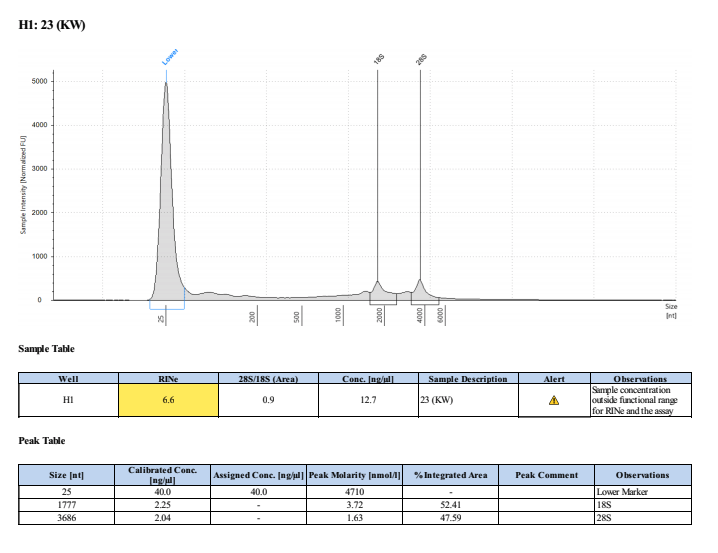 H1: 23 (KW)
Lower
18S
28S
Sample Intensity [Normalized FU]
5000
4000
3000
2000
1000
0
25
200
500
1000
2000
4000
6000
Size
[nt]
Sample Table
Well RINe 28S/18S (Area) Conc. [ng/µl] Sample Description Alert Observations
H1 6.6 0.9 12.7 23 (KW) Sample concentration
outside functional range
for RINe and the assay
Peak Table
Size [nt] Calibrated Conc. [ng/µl] Assigned Conc. [ng/µl] Peak Molarity [nmol/l] % Integrated Area Peak Comment Observations
25 40.0 40.0 4710 - Lower Marker
1777 2.25 - 3.72 52.41 18S
3686 2.04 - 1.63 47.59 28S